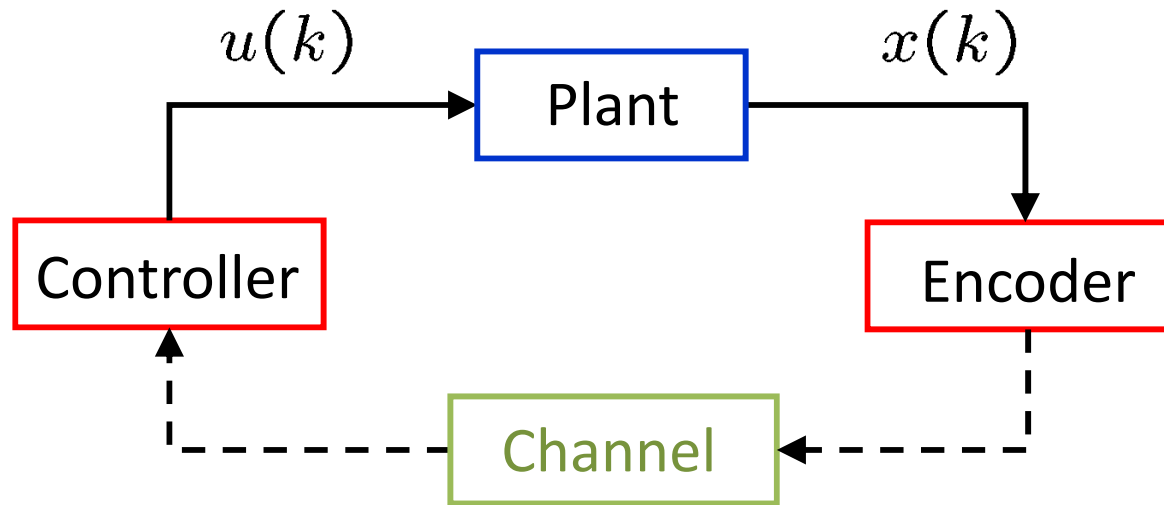 u(k)
x(k)
Plant
Controller
Encoder
Channel